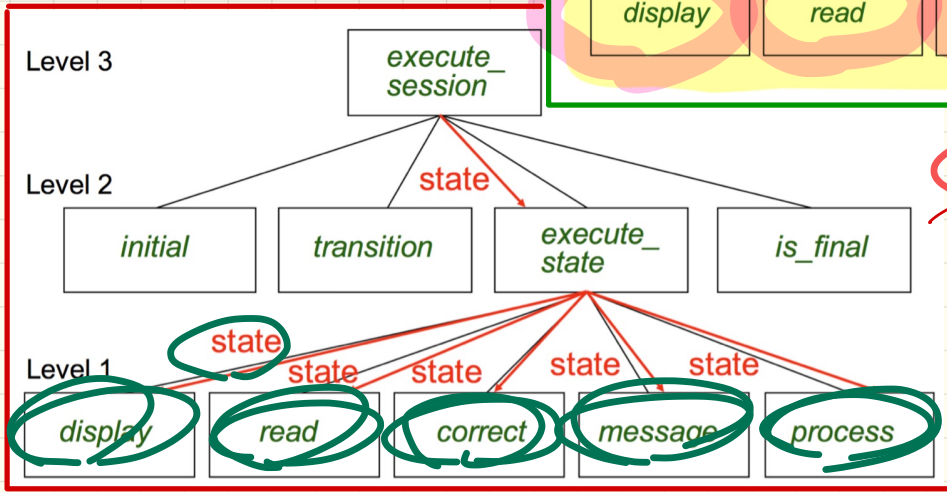 display read
Level 3
execute_
session
state
Level 2
initial transition execute_
state is_final
state
Level 1
state state state state
display read correct message process